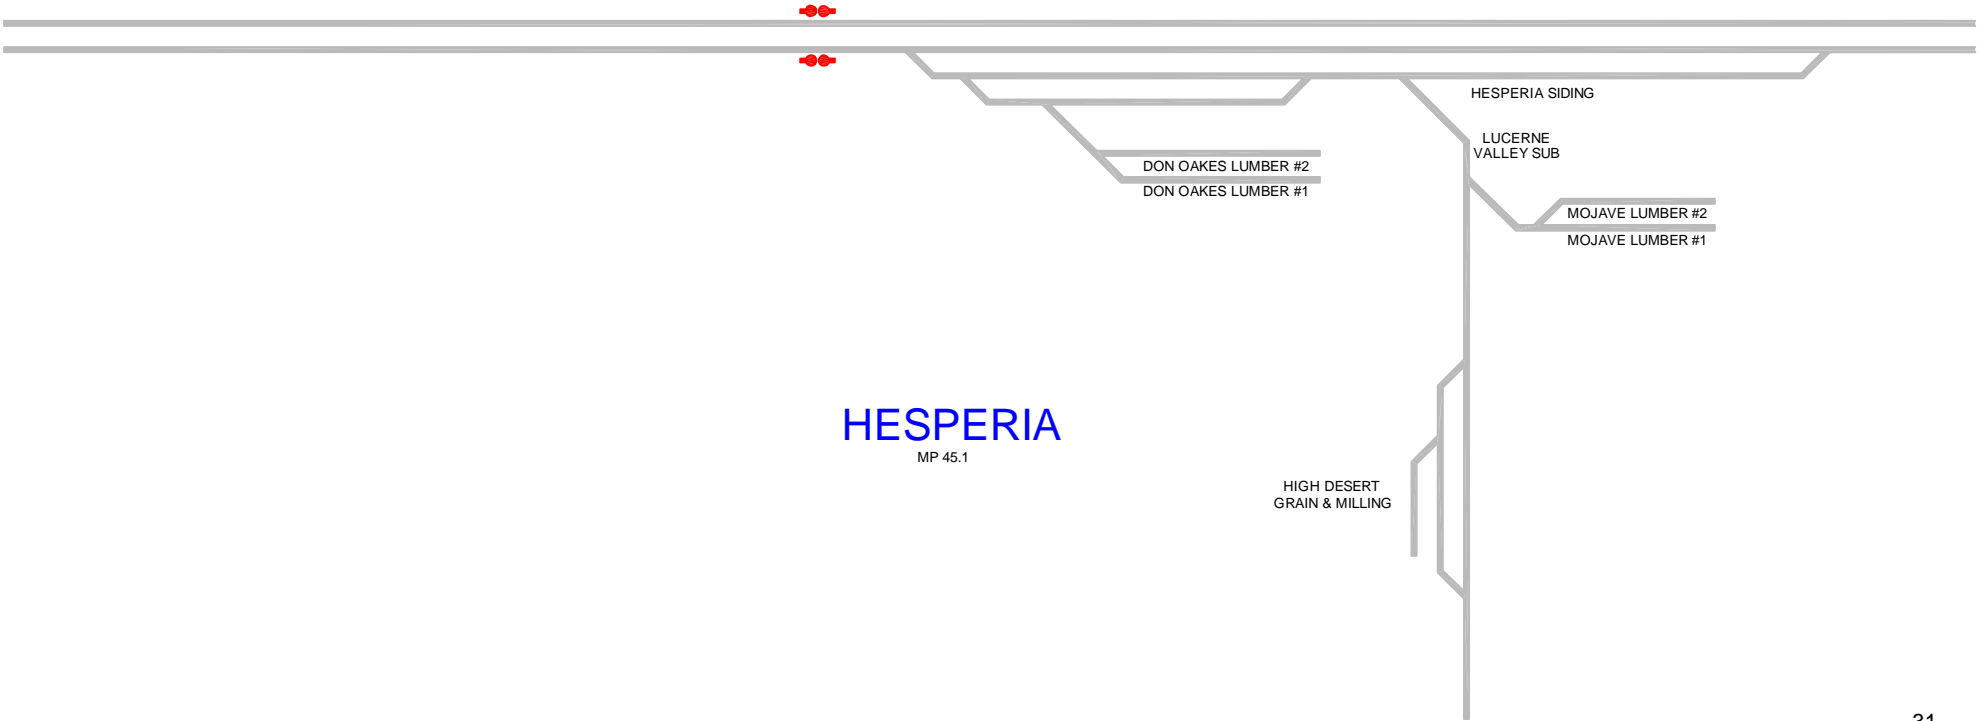 HESPERIA SIDING
LUCERNE
VALLEY SUB
DON OAKES LUMBER #2
DON OAKES LUMBER #1
MOJAVE LUMBER #2
MOJAVE LUMBER #1
HESPERIA
MP 45.1
HIGH DESERT
GRAIN & MILLING
31